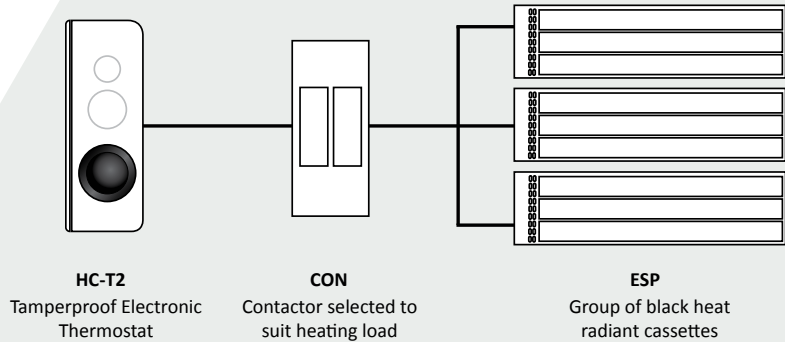 HC-T2
Tamperproof Electronic
Thermostat
CON
Contactor selected to
suit heating load
ESP
Group of black heat
radiant cassettes